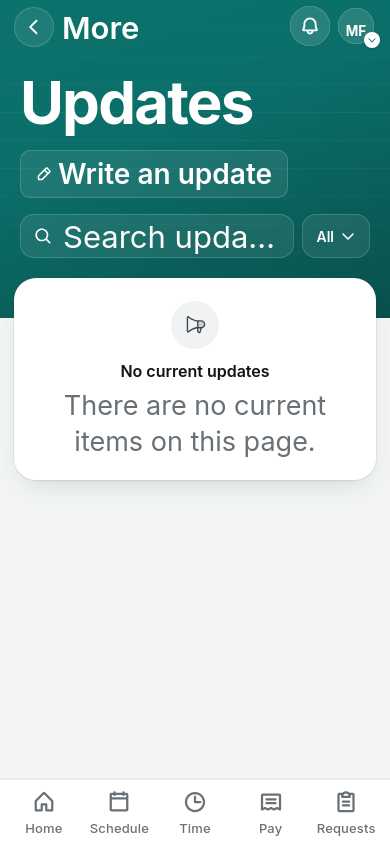 More
MF
Updates
Write an update
Search upda...
All
No current updates
There are no current
items on this page.
Home
Schedule
Time
Pay
Requests